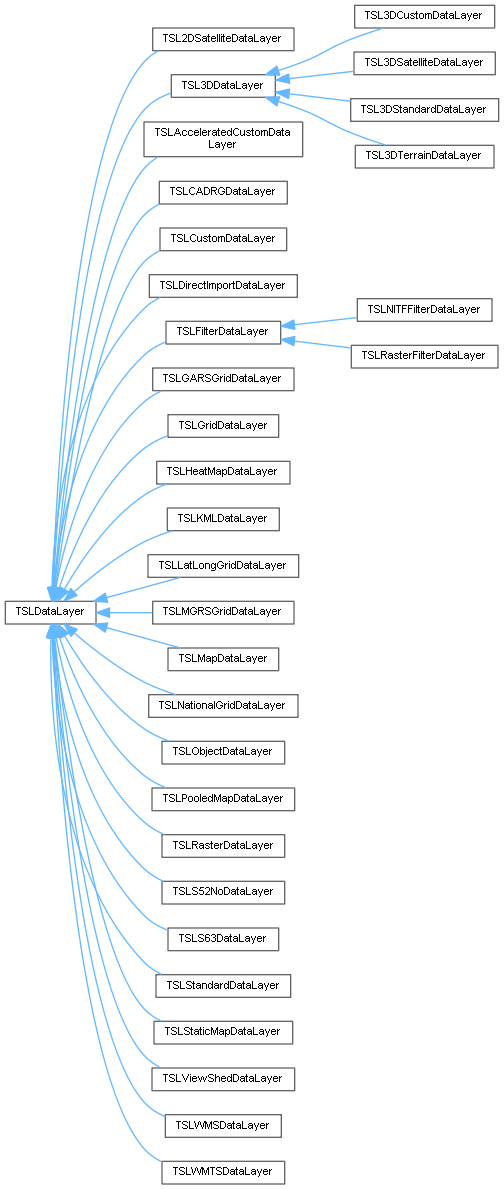 TSL3DCustomDataLayer
TSL2DSatelliteDataLayer
TSL3DSatelliteDataLayer
TSL3DDataLayer
TSL3DStandardDataLayer
TSLAcceleratedCustomData
Layer
TSL3DTerrainDataLayer
TSLCADRGDataLayer
TSLCustomDataLayer
TSLDirectImportDataLayer
TSLNITFFilterDataLayer
TSLFilterDataLayer
TSLRasterFilterDataLayer
TSLGARSGridDataLayer
TSLGridDataLayer
TSLHeatMapDataLayer
TSLKMLDataLayer
TSLLatLongGridDataLayer
TSLDataLayer
TSLMGRSGridDataLayer
TSLMapDataLayer
TSLNationalGridDataLayer
TSLObjectDataLayer
TSLPooledMapDataLayer
TSLRasterDataLayer
TSLS52NoDataLayer
TSLS63DataLayer
TSLStandardDataLayer
TSLStaticMapDataLayer
TSLViewShedDataLayer
TSLWMSDataLayer
TSLWMTSDataLayer